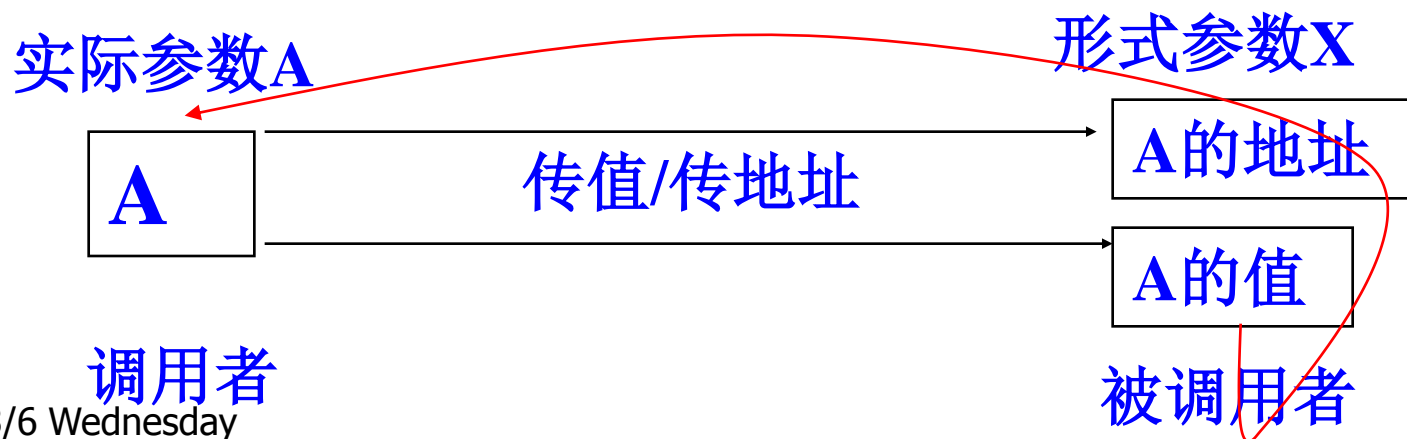 实际参数A
形式参数X
A
传值/传地址
A的地址
A的值
调用者
被调用者
/6 Wednesday